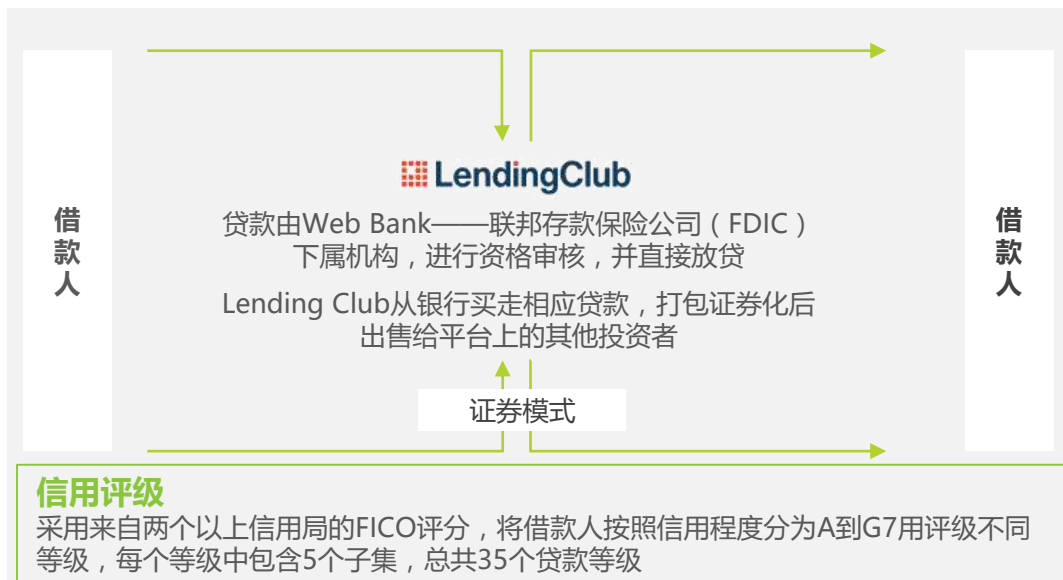 LendingClub
借款人
贷款由Web Bank——联邦存款保险公司（FDIC）
下属机构，进行资格审核，并直接放贷
Lending Club从银行买走相应贷款，打包证券化后
出售给平台上的其他投资者
借款人
证券模式
信用评级
采用来自两个以上信用局的FICO评分，将借款人按照信用程度分为A到G7用评级不同
等级，每个等级中包含5个子集，总共35个贷款等级